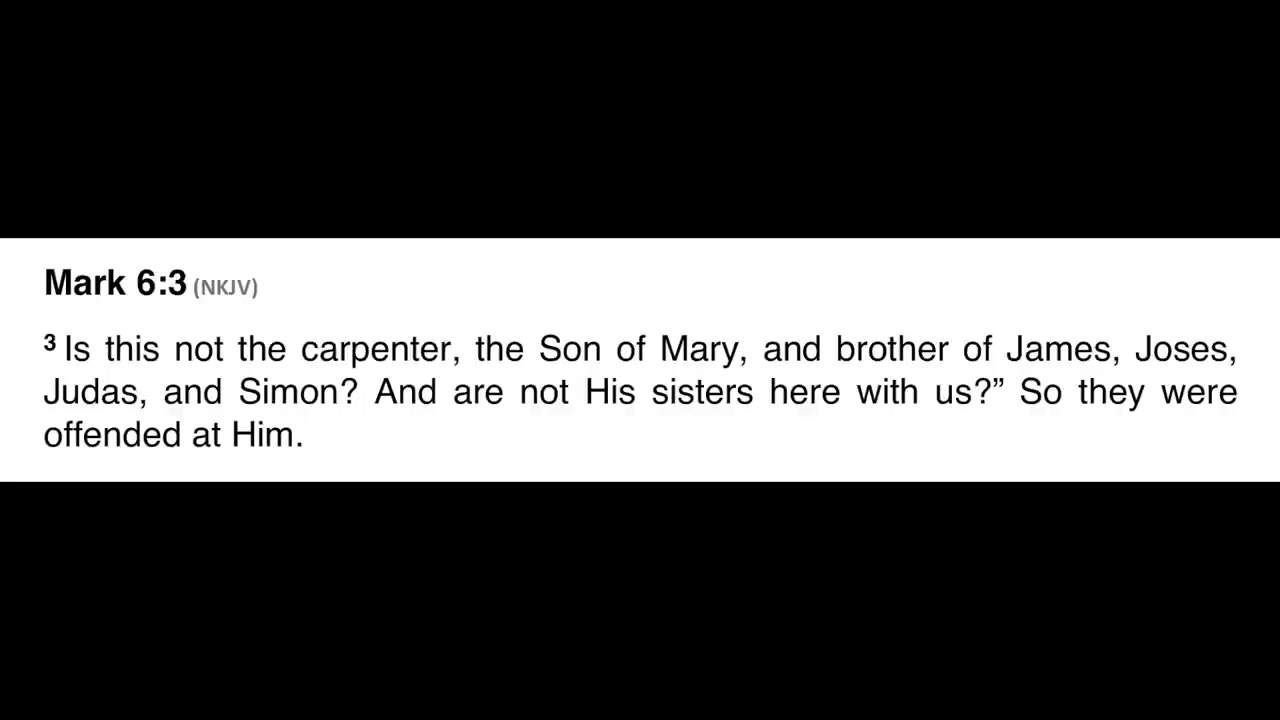 Mark 6:3 (NKJV)
3 Is this not the carpenter, the Son of Mary, and brother of James, Joses,
Judas, and Simon? And are not His sisters here with us?” So they were
offended at Him.